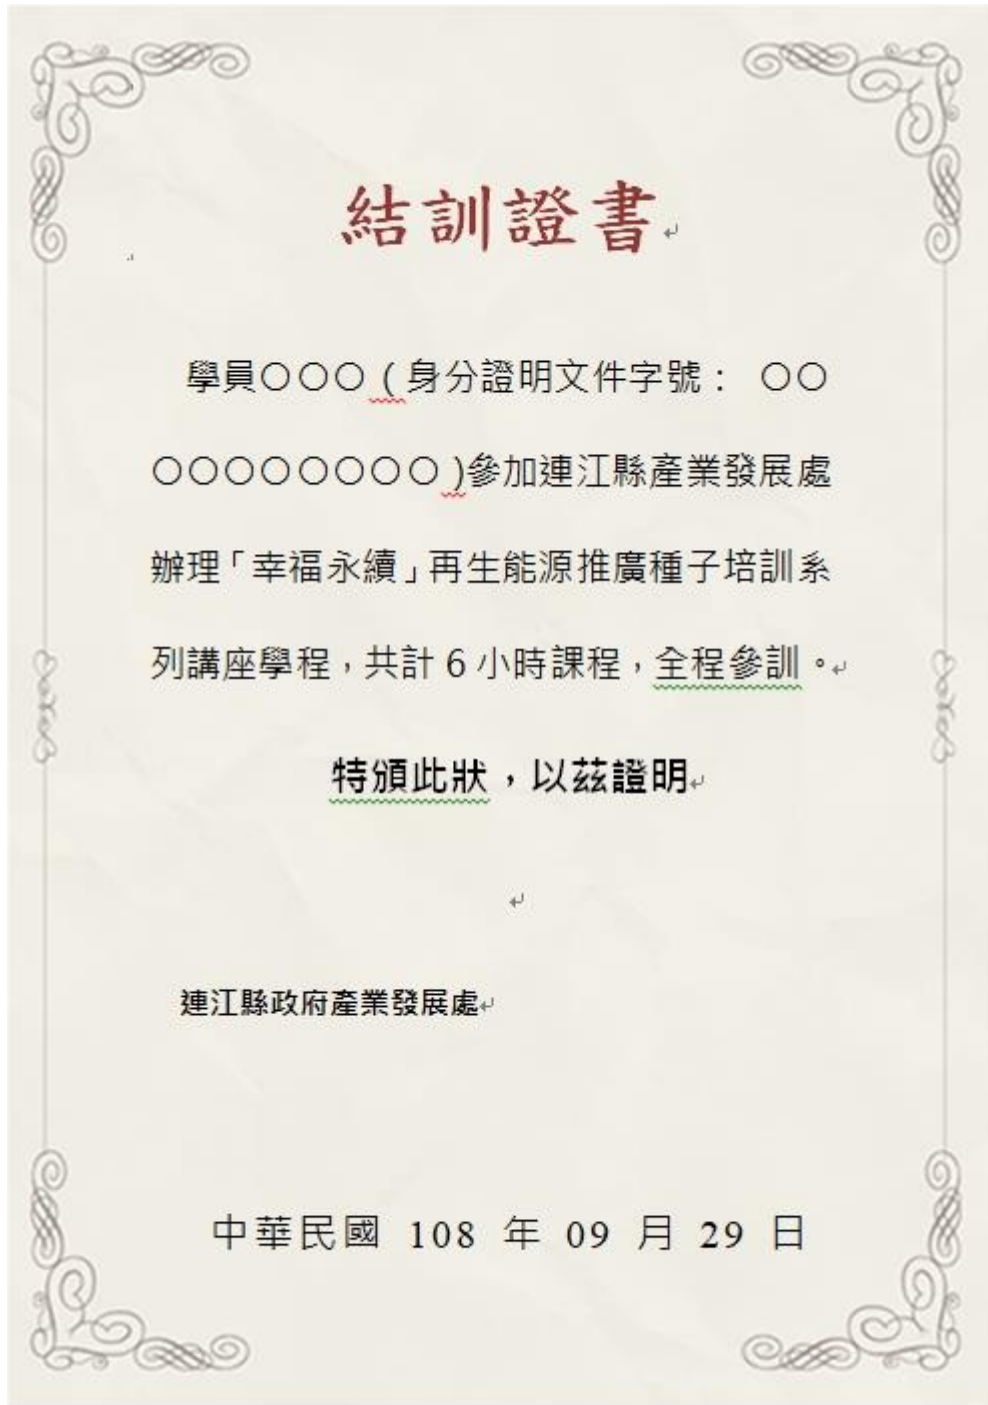 結訓證書
學員○○○(身分證明文件字號： ○○
○○○○○○○○)參加連江縣產業發展處
辦理「幸福永續」再生能源推廣種子培訓系
列講座學程，共計6小時課程，全程參訓。
特頒此狀，以茲證明
連江縣政府產業發展處
中華民國 108 年 09 月 29 日